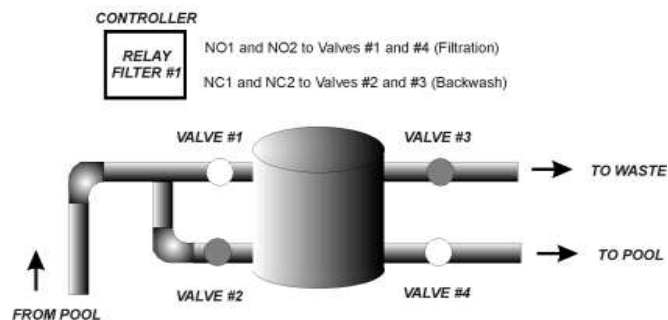 CONTROLLER
RELAY
FILTER #1
NO1 and NO2 to Valves #1 and #4 (Filtration)
NC1 and NC2 to Valves #2 and #3 (Backwash)
VALVE #1
VALVE #3
TO WASTE
TO POOL
VALVE #2
VALVE #4
FROM POOL